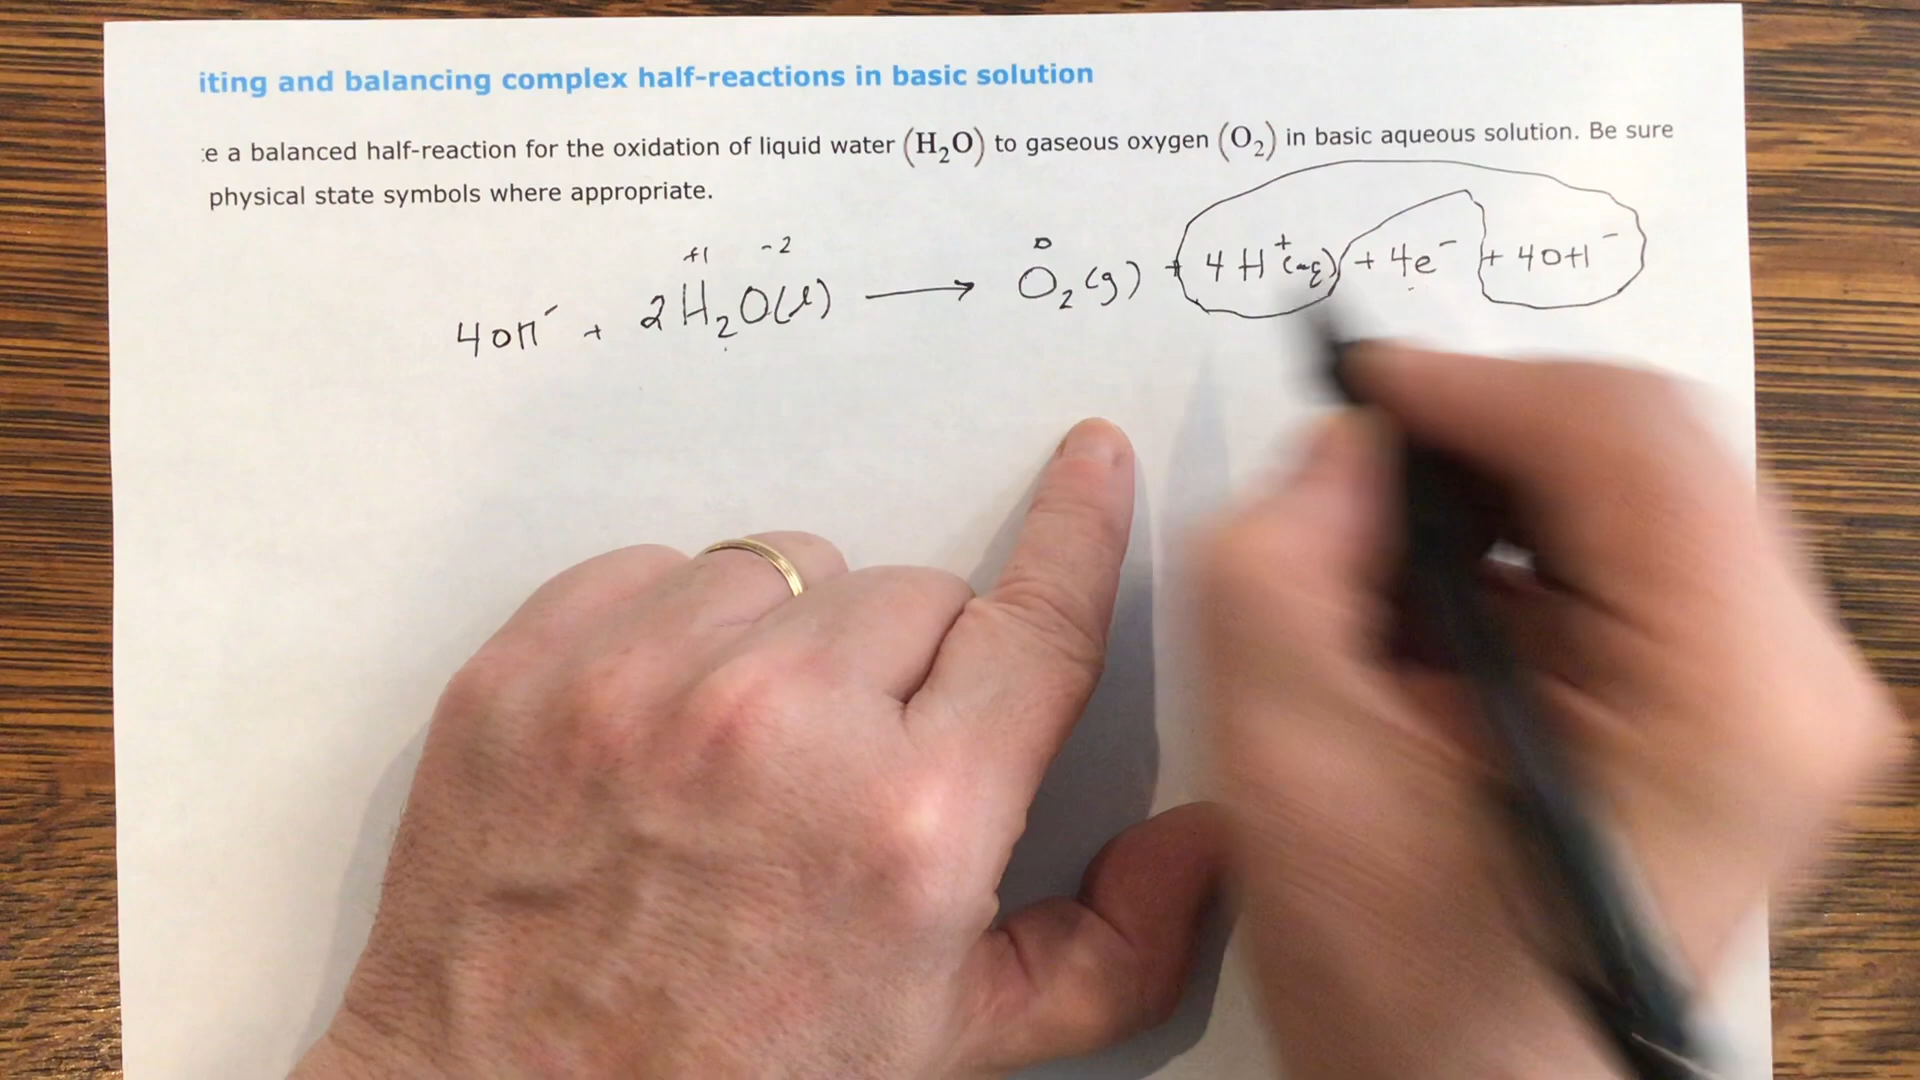 iting and balancing complex half-reactions in basic solution
e a balanced half-reaction for the oxidation of liquid water (H₂O) to gaseous oxygen (O₂) in basic aqueous solution. Be sure
physical state symbols where appropriate.
+1 -2 0
4OH⁻ + 2H₂O(l) → O₂(g) + 4H⁺(aq) + 4e⁻ + 4OH⁻